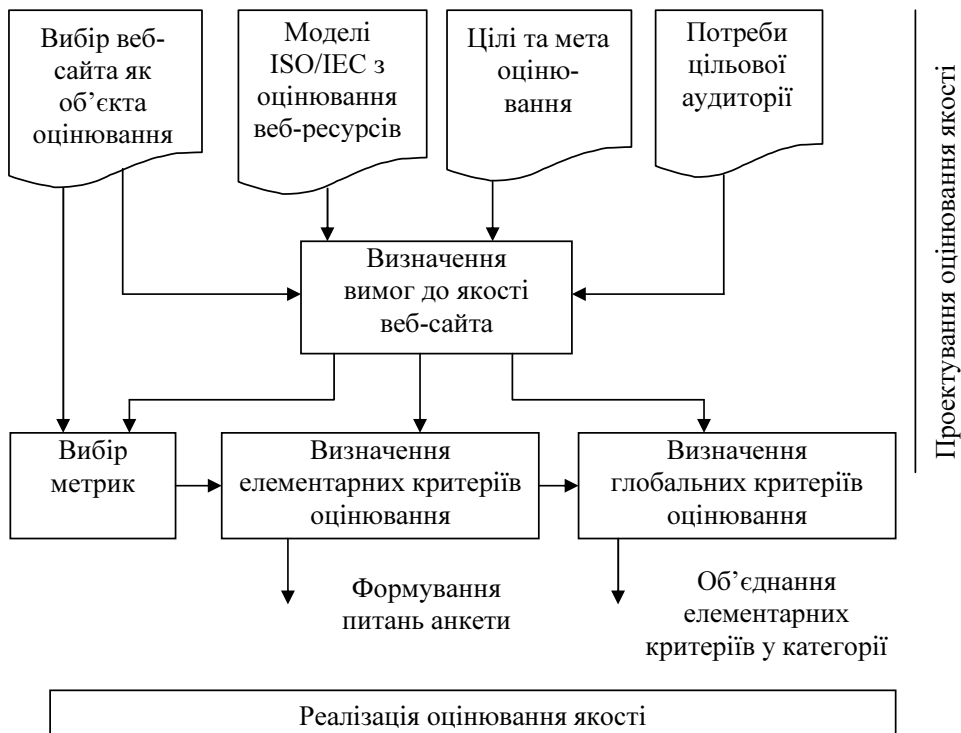 Вибір веб-
сайта як
об’єкта
оцінювання
Моделі
ISO/IEC з
оцінювання
веб-ресурсів
Цілі та мета
оціню-
вання
Потреби
цільової
аудиторії
Проектування оцінювання якості
Визначення
вимог до якості
веб-сайта
Вибір
метрик
Визначення
елементарних критеріїв
оцінювання
Визначення
глобальних критеріїв
оцінювання
Формування
питань анкети
Об’єднання
елементарних
критеріїв у категорії
Реалізація оцінювання якості